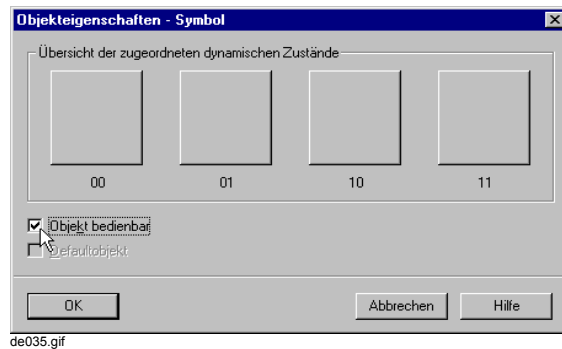 Objekteigenschaften - Symbol
Übersicht der zugeordneten dynamischen Zustände
00 01 10 11
Objekt bedienbar
Defaultobjekt
OK Abbrechen Hilfe
de035.gif